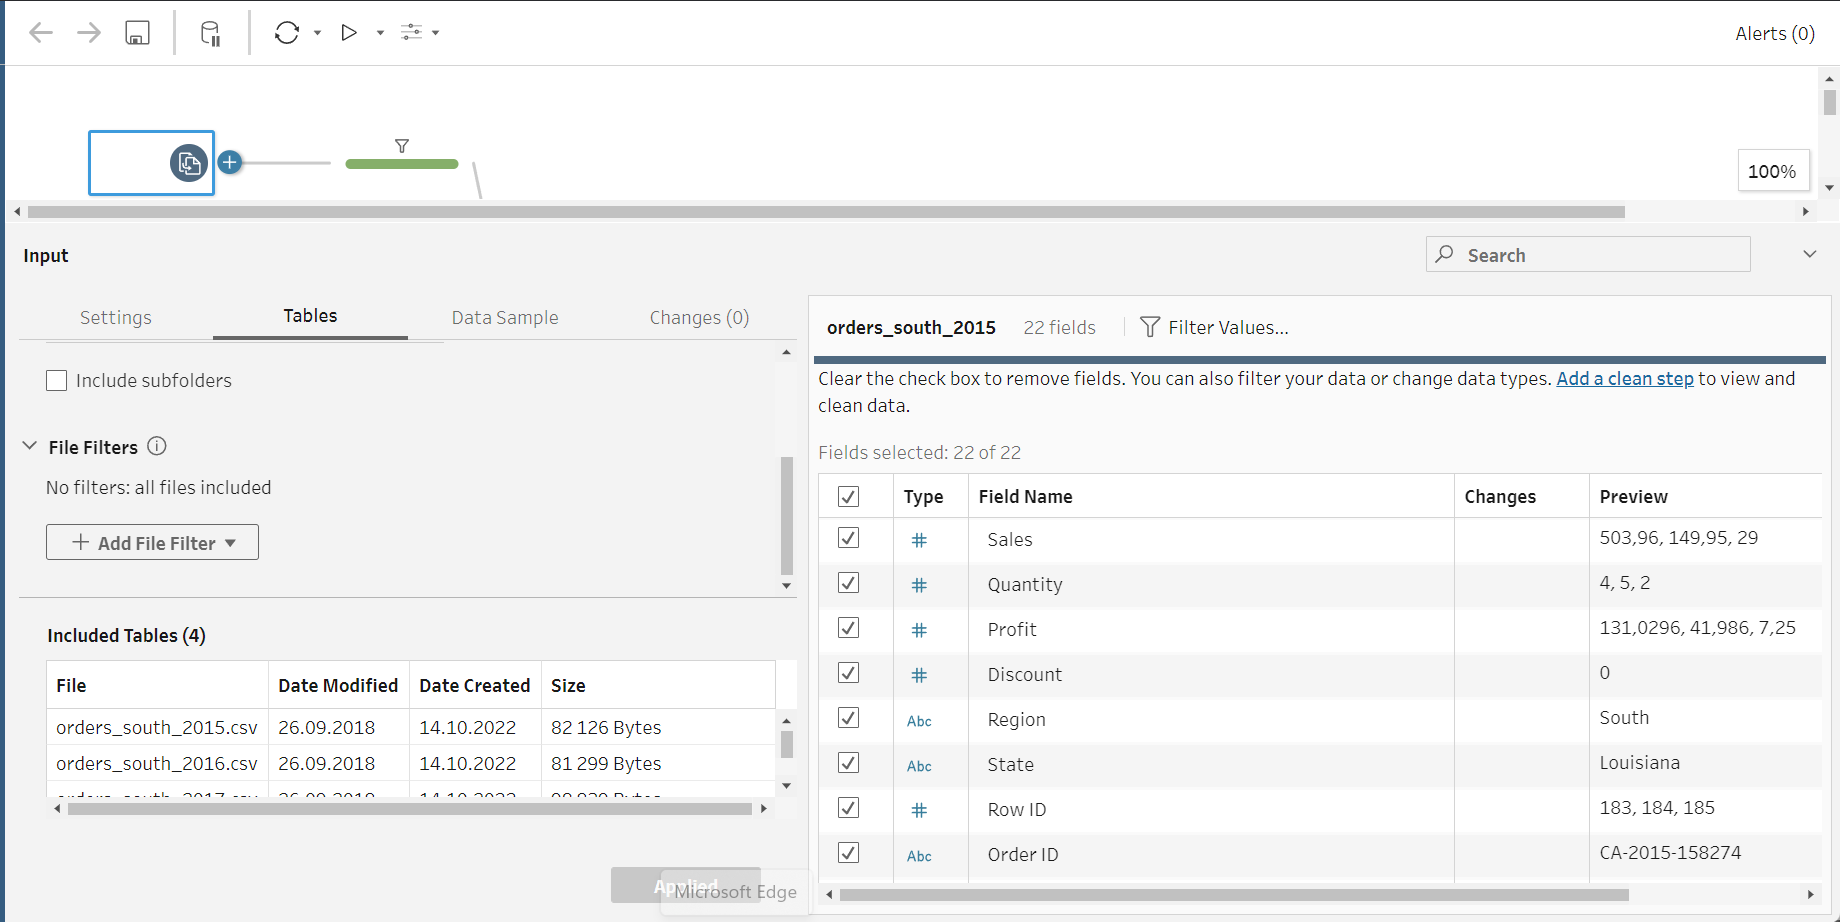 Alerts (0)
100%
Input
Search
Settings
Tables
Data Sample
Changes (0)
Include subfolders
File Filters
No filters: all files included
Add File Filter
Included Tables (4)
File Date Modified Date Created Size
orders_south_2015.csv 26.09.2018 14.10.2022 82 126 Bytes
orders_south_2016.csv 26.09.2018 14.10.2022 81 299 Bytes
Applied
Microsoft Edge
orders_south_2015 22 fields Filter Values...
Clear the check box to remove fields. You can also filter your data or change data types. Add a clean step to view and
clean data.
Fields selected: 22 of 22
Type Field Name Changes Preview
# Sales 503,96, 149,95, 29
# Quantity 4, 5, 2
# Profit 131,0296, 41,986, 7,25
# Discount 0
Abc Region South
Abc State Louisiana
# Row ID 183, 184, 185
Abc Order ID CA-2015-158274